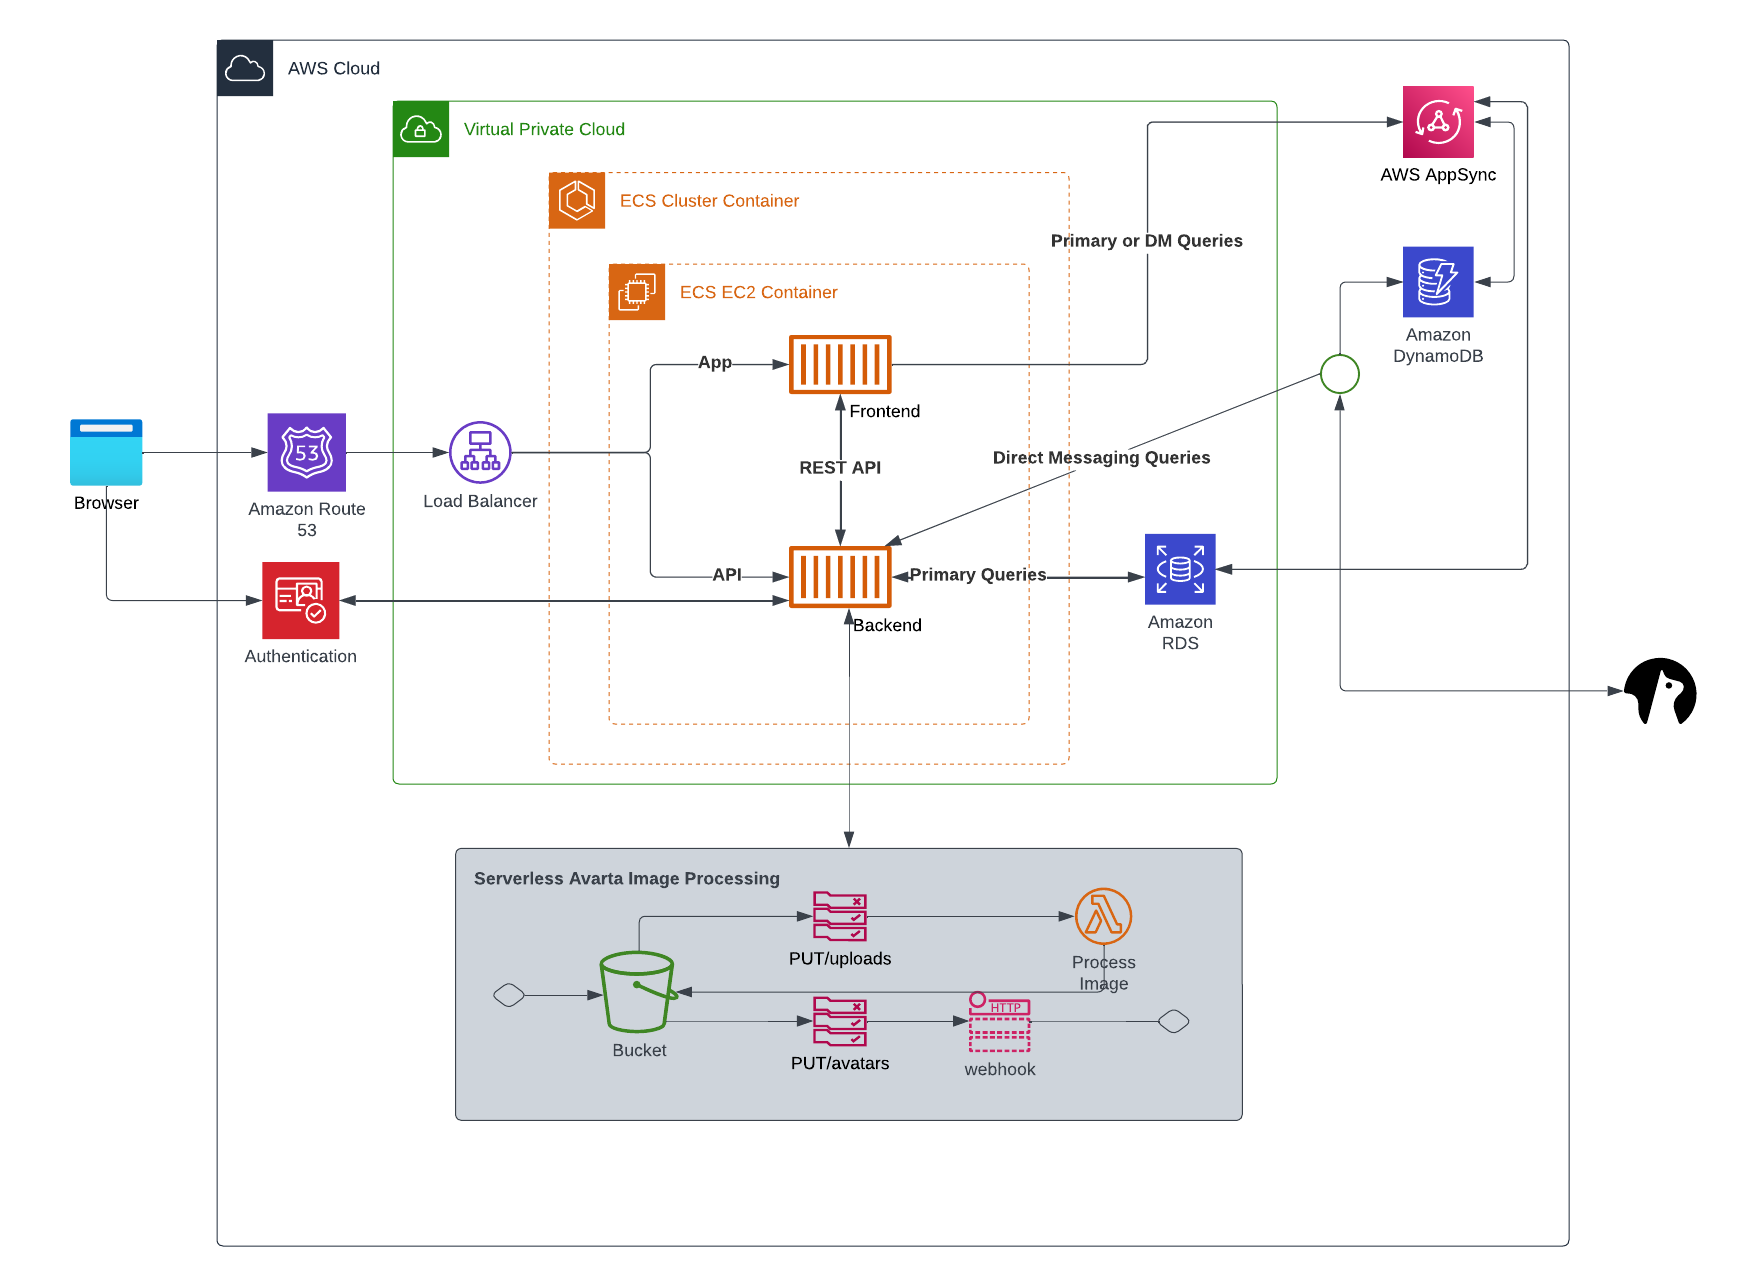 AWS Cloud
Virtual Private Cloud
AWS AppSync
ECS Cluster Container
Primary or DM Queries
ECS EC2 Container
Amazon
DynamoDB
App
Frontend
Browser
53
Amazon Route
53
Load Balancer
REST API
Direct Messaging Queries
API
Primary Queries
Backend
Amazon
RDS
Authentication
Serverless Avarta Image Processing
PUT/uploads
Process
Image
Bucket
PUT/avatars
HTTP
webhook